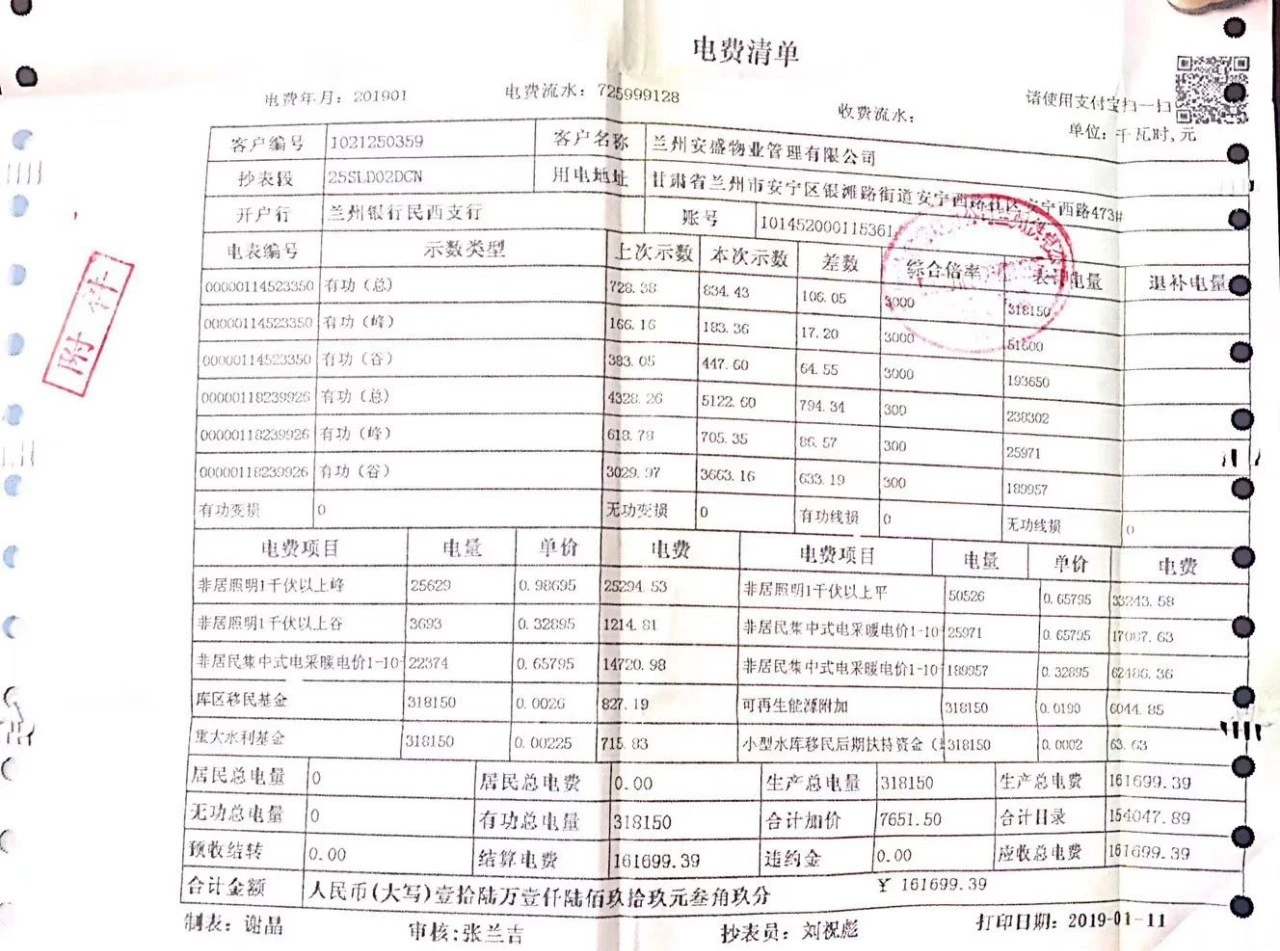 电费清单
电费年月：201901 电费流水：725999128 收费流水： 请使用支付宝扫一扫
单位：千瓦时,元
客户编号 1021250359 客户名称 兰州安盛物业管理有限公司
抄表段 25SLD02DCN 用电地址 甘肃省兰州市安宁区银滩路街道安宁西路社区安宁西路473#
开户行 兰州银行民西支行 账号 101452000115361
电表编号 示数类型 上次示数 本次示数 差数 综合倍率 表计电量 退补电量
00000114523350 有功（总） 728.38 834.43 106.05 3000 318150
00000114523350 有功（峰） 166.16 183.36 17.20 3000 51600
00000114523350 有功（谷） 383.05 447.60 64.55 3000 193650
00000118239926 有功（总） 4328.26 5122.60 794.34 300 238302
00000118239926 有功（峰） 618.78 705.35 86.57 300 25971
00000118239926 有功（谷） 3029.97 3663.16 633.19 300 189957
有功变损 0 无功变损 0 有功线损 0 无功线损 0
电费项目 电量 单价 电费 电费项目 电量 单价 电费
非居照明1千伏以上峰 25629 0.98695 25294.53 非居照明1千伏以上平 50526 0.65795 33243.58
非居照明1千伏以上谷 3693 0.32895 1214.81 非居民集中式电采暖电价1-10 25971 0.65795 17087.63
非居民集中式电采暖电价1-10 22374 0.65795 14720.98 非居民集中式电采暖电价1-10 189957 0.32895 62486.36
库区移民基金 318150 0.0026 827.19 可再生能源附加 318150 0.0190 6044.85
重大水利基金 318150 0.00225 715.83 小型水库移民后期扶持资金（ 318150 0.0002 63.63
居民总电量 0 居民总电费 0.00 生产总电量 318150 生产总电费 161699.39
无功总电量 0 有功总电量 318150 合计加价 7651.50 合计目录 154047.89
预收结转 0.00 结算电费 161699.39 违约金 0.00 应收总电费 161699.39
合计金额 人民币(大写)壹拾陆万壹仟陆佰玖拾玖元叁角玖分 ¥ 161699.39
制表：谢晶 审核:张兰吉 抄表员：刘祝彪 打印日期：2019-01-11
附件